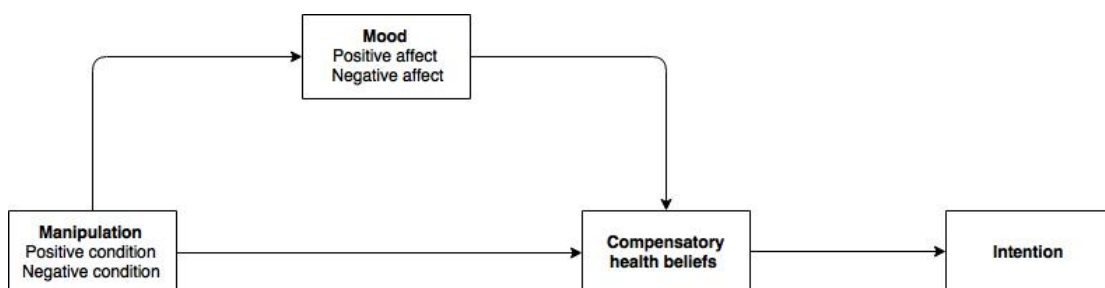 Mood
Positive affect
Negative affect
Manipulation
Positive condition
Negative condition
Compensatory
health beliefs
Intention